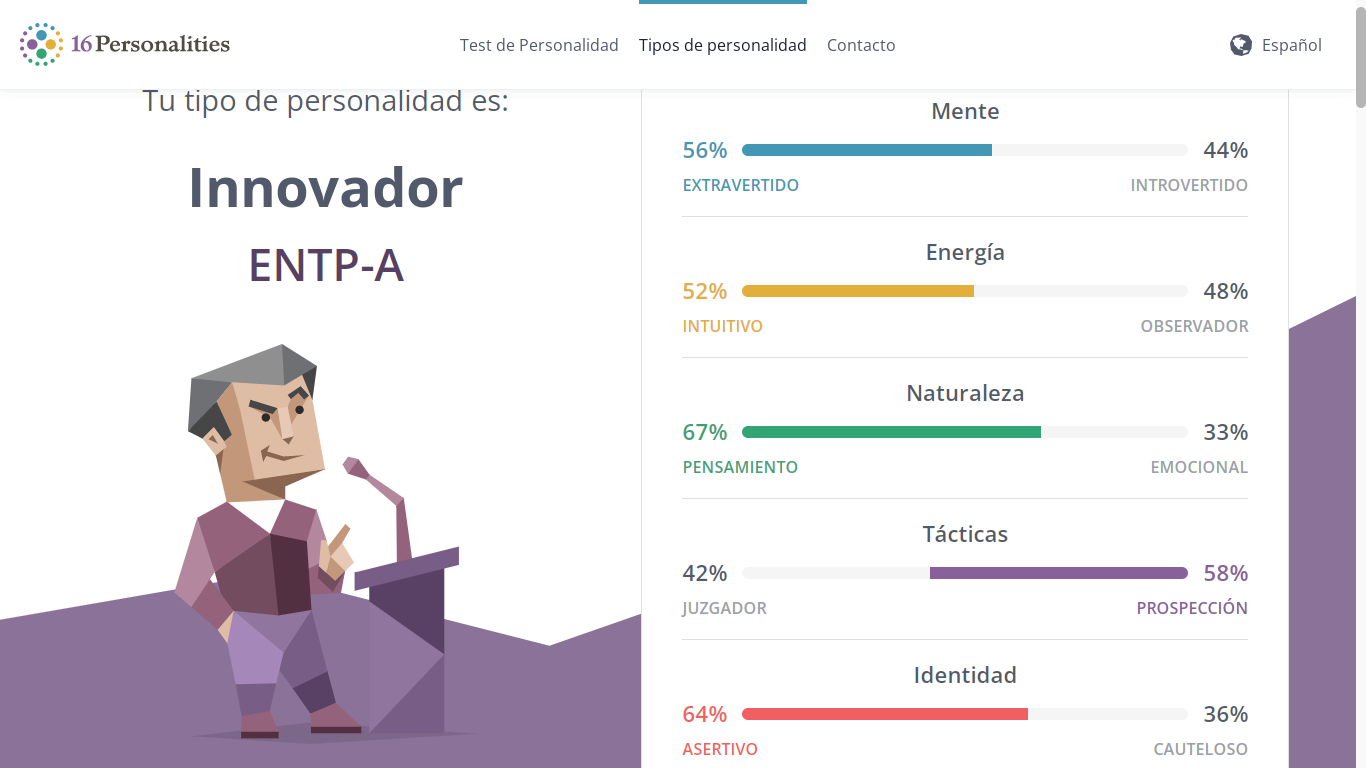 16Personalities
Test de Personalidad
Tipos de personalidad
Contacto
Español
Tu tipo de personalidad es:
Innovador
ENTP-A
Mente
56%
44%
EXTRAVERTIDO
INTROVERTIDO
Energía
52%
48%
INTUITIVO
OBSERVADOR
Naturaleza
67%
33%
PENSAMIENTO
EMOCIONAL
Tácticas
42%
58%
JUZGADOR
PROSPECCIÓN
Identidad
64%
36%
ASERTIVO
CAUTELOSO